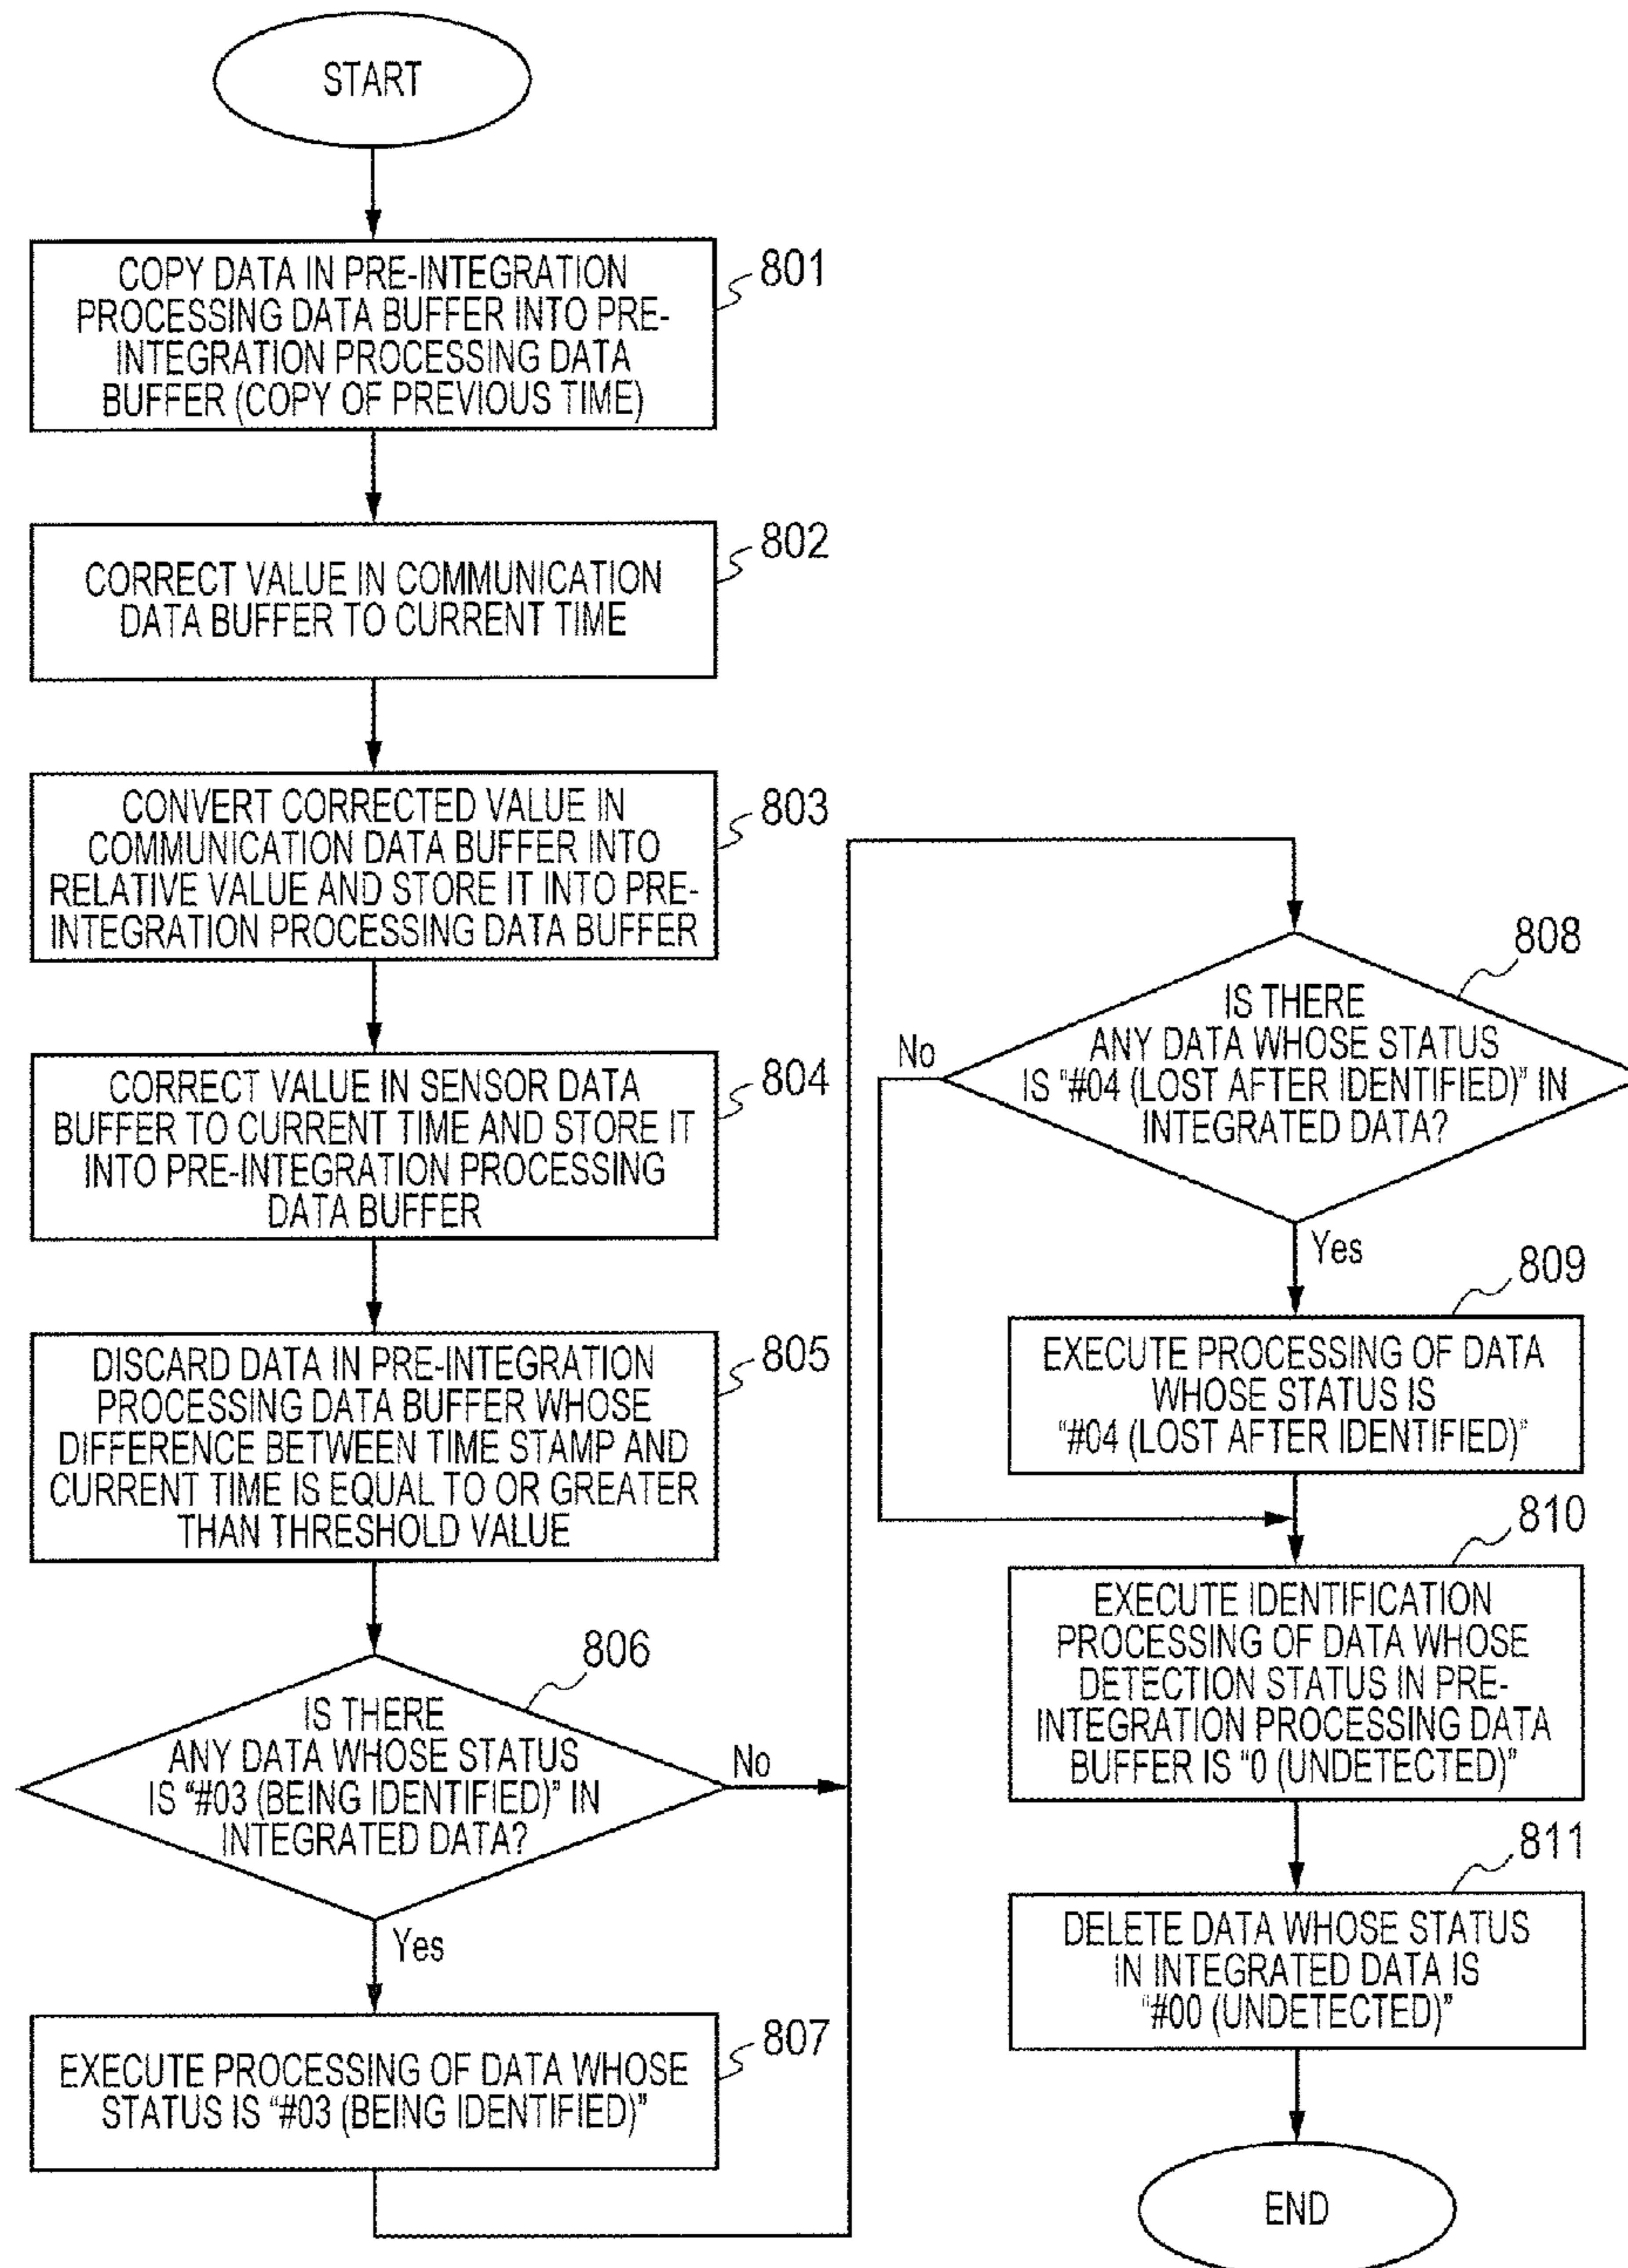 START
COPY DATA IN PRE-INTEGRATION
PROCESSING DATA BUFFER INTO PRE-
INTEGRATION PROCESSING DATA
BUFFER (COPY OF PREVIOUS TIME)
801
CORRECT VALUE IN COMMUNICATION
DATA BUFFER TO CURRENT TIME
802
CONVERT CORRECTED VALUE IN
COMMUNICATION DATA BUFFER INTO
RELATIVE VALUE AND STORE IT INTO PRE-
INTEGRATION PROCESSING DATA BUFFER
803
CORRECT VALUE IN SENSOR DATA
BUFFER TO CURRENT TIME AND STORE IT
INTO PRE-INTEGRATION PROCESSING
DATA BUFFER
804
DISCARD DATA IN PRE-INTEGRATION
PROCESSING DATA BUFFER WHOSE
DIFFERENCE BETWEEN TIME STAMP AND
CURRENT TIME IS EQUAL TO OR GREATER
THAN THRESHOLD VALUE
805
806
IS THERE
ANY DATA WHOSE STATUS
IS "#03 (BEING IDENTIFIED)" IN
INTEGRATED DATA?
No
Yes
EXECUTE PROCESSING OF DATA WHOSE
STATUS IS "#03 (BEING IDENTIFIED)"
807
808
IS THERE
ANY DATA WHOSE STATUS
IS "#04 (LOST AFTER IDENTIFIED)" IN
INTEGRATED DATA?
No
Yes
809
EXECUTE PROCESSING OF DATA
WHOSE STATUS IS
"#04 (LOST AFTER IDENTIFIED)"
810
EXECUTE IDENTIFICATION
PROCESSING OF DATA WHOSE
DETECTION STATUS IN PRE-
INTEGRATION PROCESSING DATA
BUFFER IS "0 (UNDETECTED)"
811
DELETE DATA WHOSE STATUS
IN INTEGRATED DATA IS
"#00 (UNDETECTED)"
END